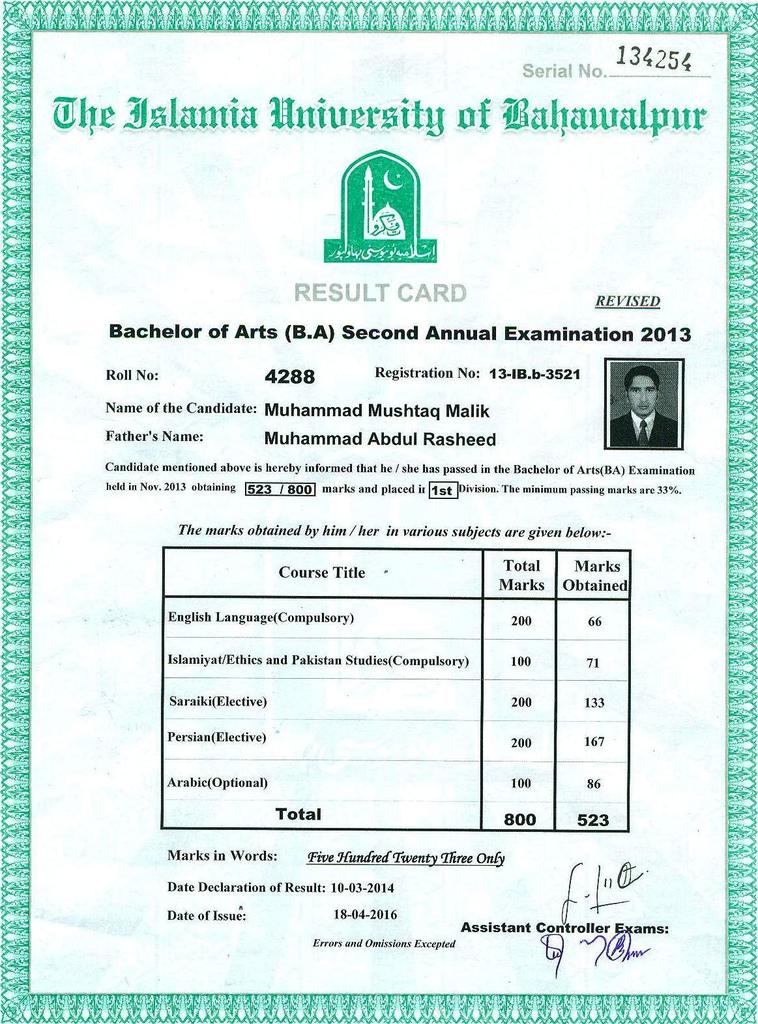 Serial No. 134254
The Islamia University of Bahawalpur
اسلامیہ یونیورسٹی بہاولپور
RESULT CARD
REVISED
Bachelor of Arts (B.A) Second Annual Examination 2013
Roll No: 4288 Registration No: 13-IB.b-3521
Name of the Candidate: Muhammad Mushtaq Malik
Father's Name: Muhammad Abdul Rasheed
Candidate mentioned above is hereby informed that he / she has passed in the Bachelor of Arts(BA) Examination
held in Nov. 2013 obtaining 523 / 800 marks and placed in 1st Division. The minimum passing marks are 33%.
The marks obtained by him / her in various subjects are given below:-
Course Title Total Marks Marks Obtained
English Language(Compulsory) 200 66
Islamiyat/Ethics and Pakistan Studies(Compulsory) 100 71
Saraiki(Elective) 200 133
Persian(Elective) 200 167
Arabic(Optional) 100 86
Total 800 523
Marks in Words: Five Hundred Twenty Three Only
Date Declaration of Result: 10-03-2014
Date of Issue: 18-04-2016
Assistant Controller Exams:
Errors and Omissions Excepted